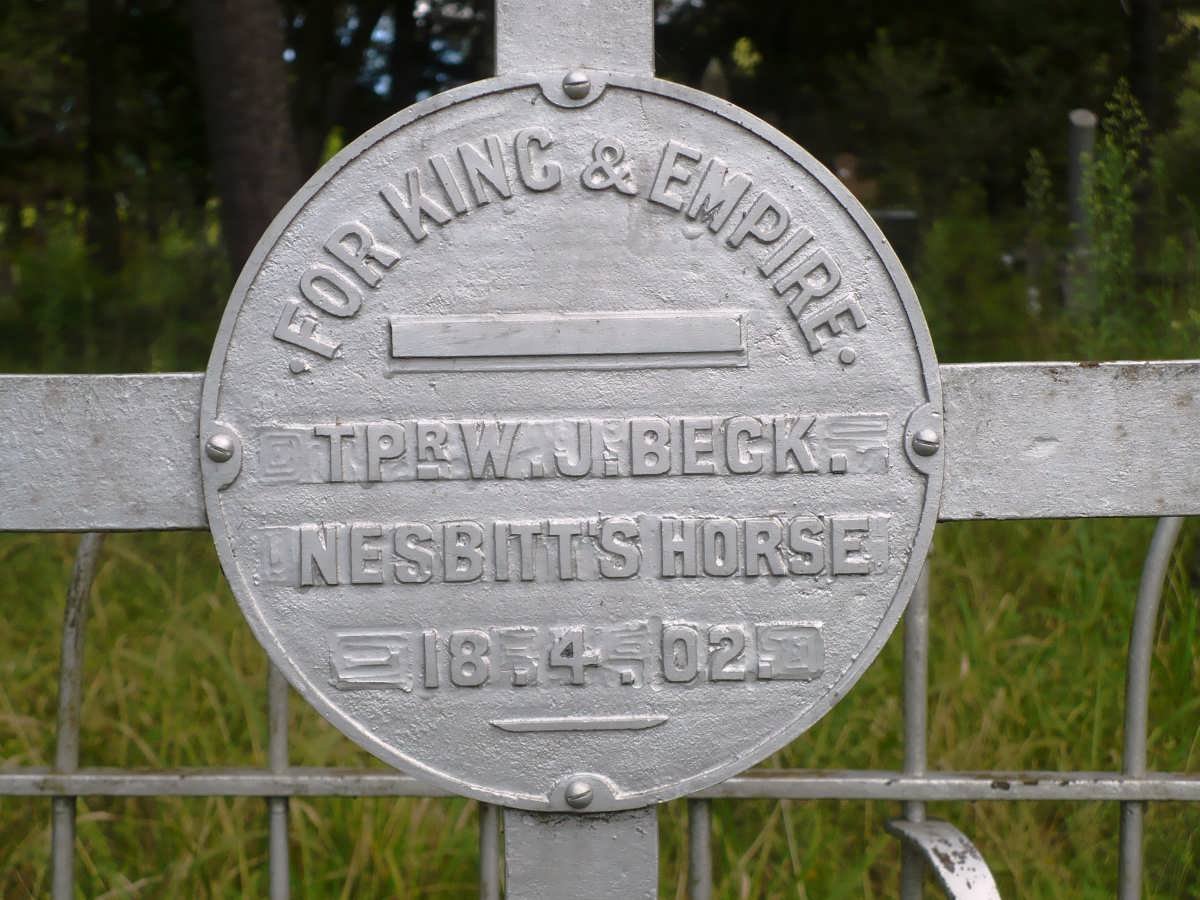 · FOR KING & EMPIRE ·
TPR W. J. BECK.
NESBITT'S HORSE
18.4.02.